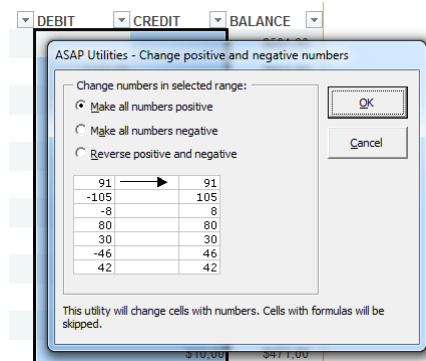 DEBIT CREDIT BALANCE
ASAP Utilities - Change positive and negative numbers
Change numbers in selected range:
Make all numbers positive
OK
Make all numbers negative
Cancel
Reverse positive and negative
91 91
-105 105
-8 8
80 80
30 30
-46 46
42 42
This utility will change cells with numbers. Cells with formulas will be
skipped.
$10,00 $471,00